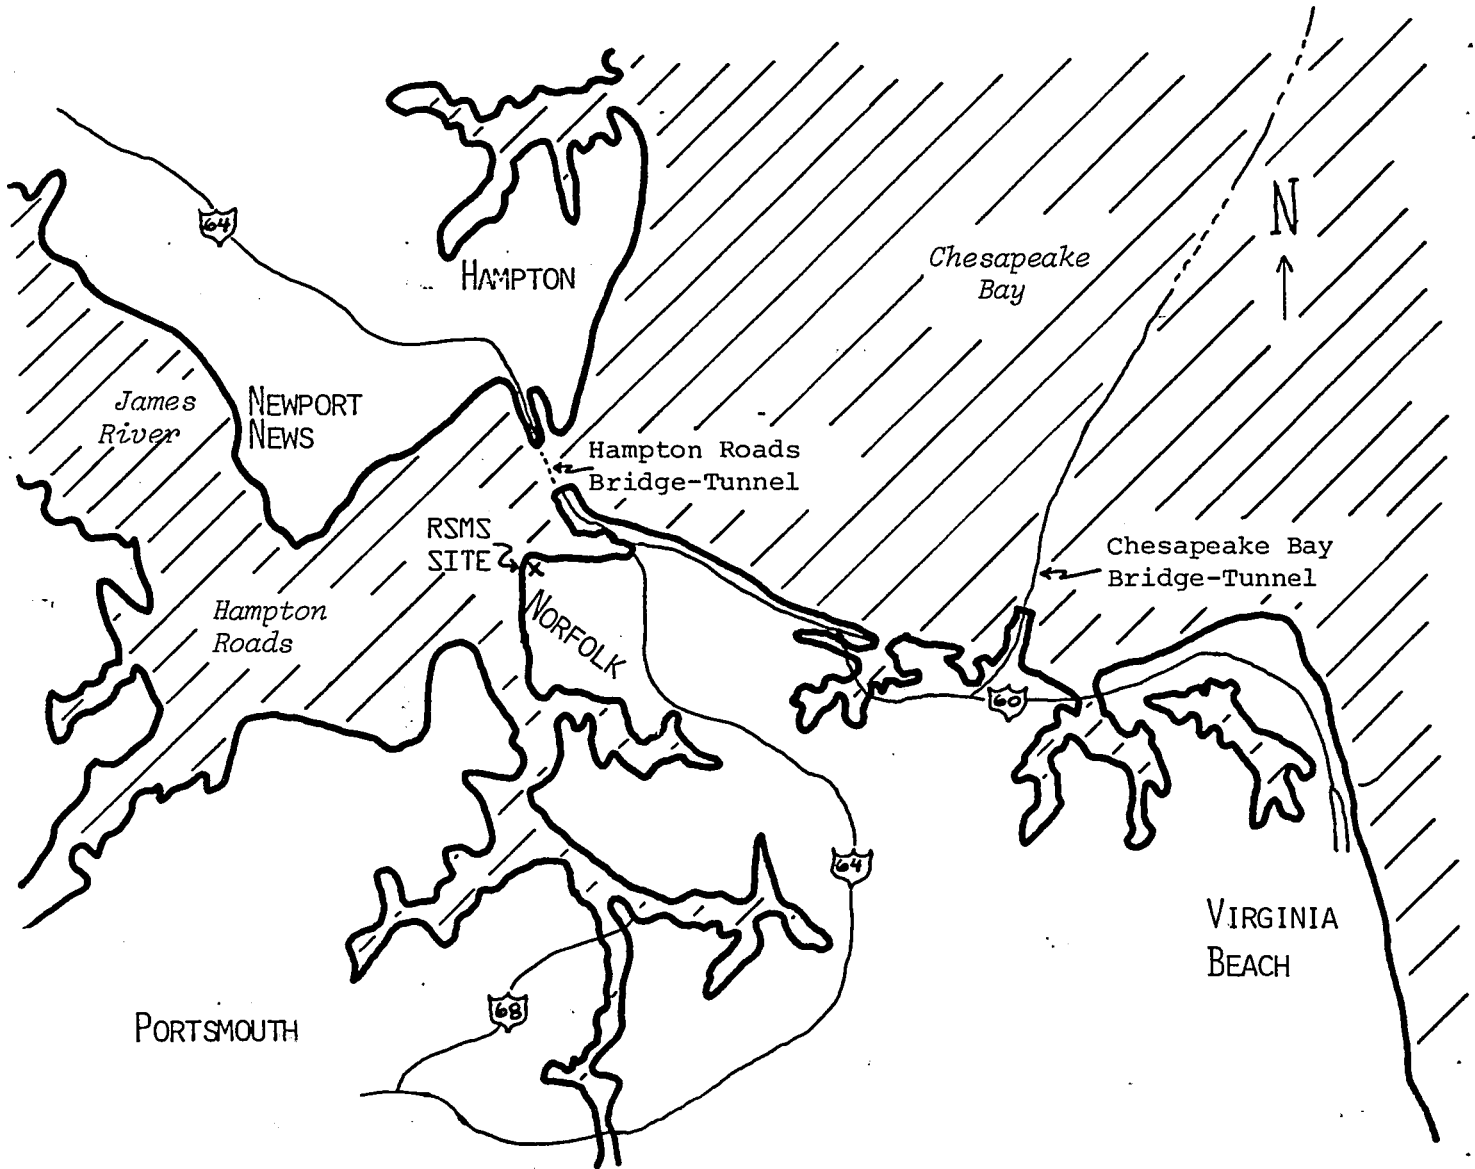 64
HAMPTON
Chesapeake
Bay
N
James
River
NEWPORT
NEWS
Hampton Roads
Bridge-Tunnel
RSMS
SITE
x
Chesapeake Bay
Bridge-Tunnel
Hampton
Roads
NORFOLK
60
64
VIRGINIA
BEACH
68
PORTSMOUTH